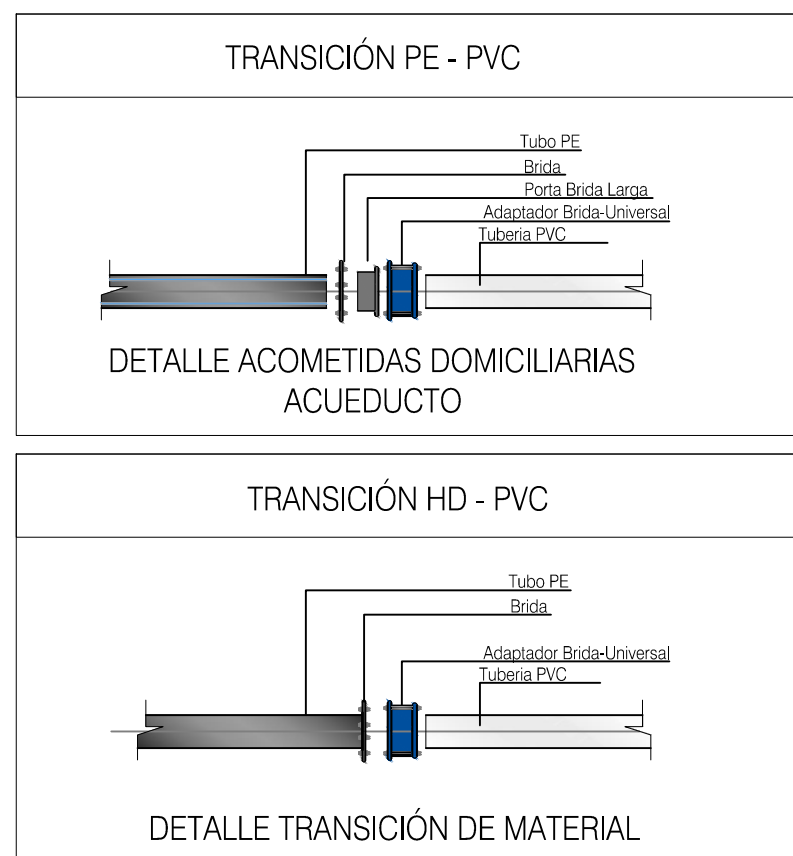 TRANSICIÓN PE - PVC
Tubo PE
Brida
Porta Brida Larga
Adaptador Brida-Universal
Tuberia PVC
DETALLE ACOMETIDAS DOMICILIARIAS
ACUEDUCTO
TRANSICIÓN HD - PVC
Tubo PE
Brida
Adaptador Brida-Universal
Tuberia PVC
DETALLE TRANSICIÓN DE MATERIAL